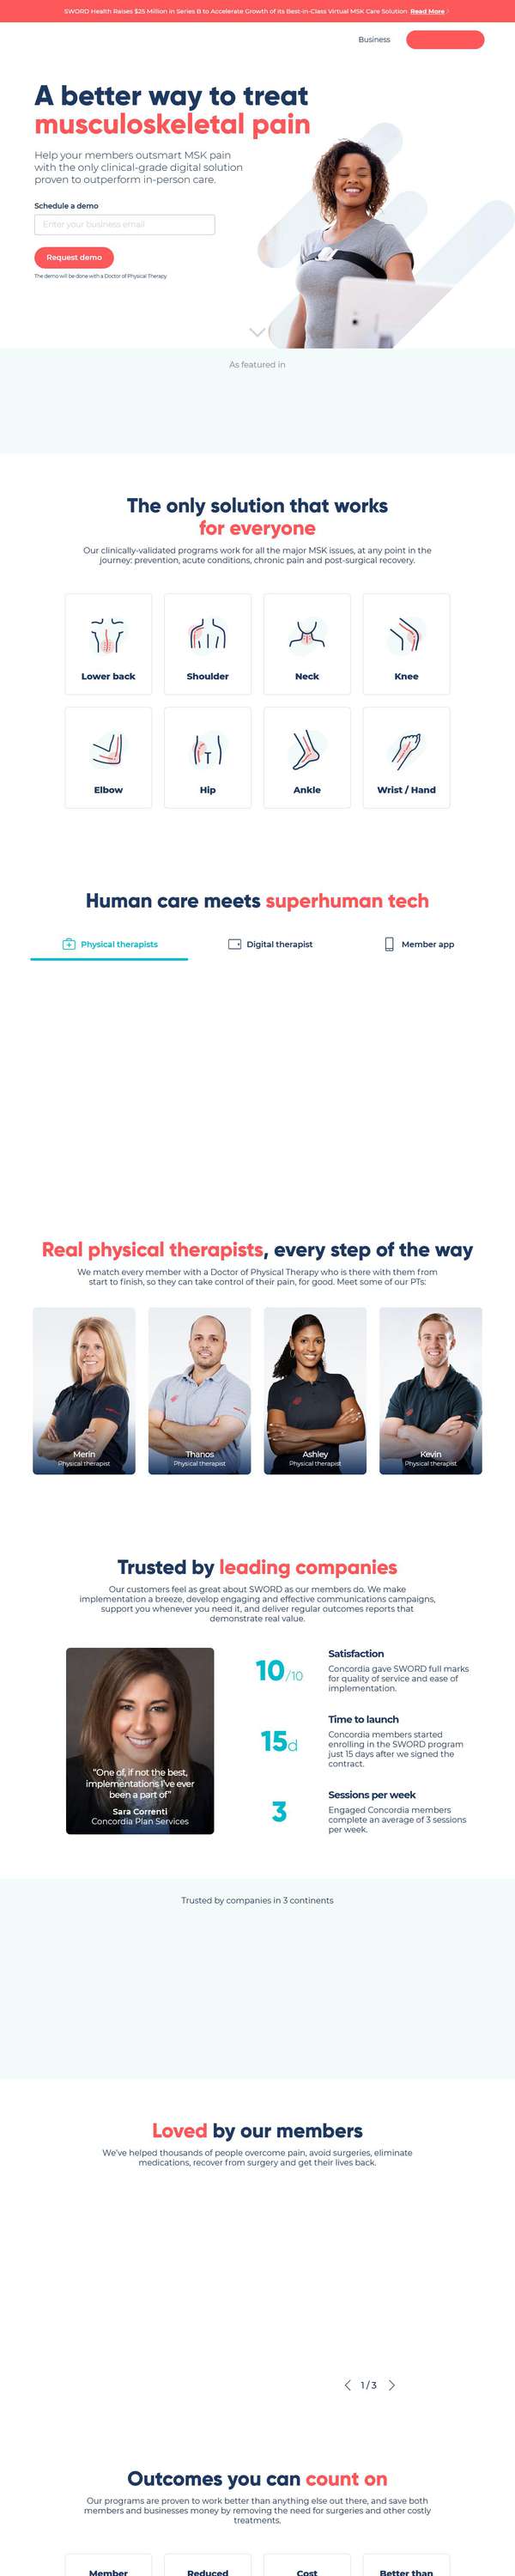 SWORD Health Raises $25 Million in Series B to Accelerate Growth of its Best-in-Class Virtual MSK Care Solution Read More
Business
A better way to treat
musculoskeletal pain
Help your members outsmart MSK pain
with the only clinical-grade digital solution
proven to outperform in-person care.
Schedule a demo
Enter your business email
Request demo
The demo will be done with a Doctor of Physical Therapy
As featured in
The only solution that works
for everyone
Our clinically-validated programs work for all the major MSK issues, at any point in the
journey: prevention, acute conditions, chronic pain and post-surgical recovery.
Lower back
Shoulder
Neck
Knee
Elbow
Hip
Ankle
Wrist / Hand
Human care meets superhuman tech
Physical therapists
Digital therapist
Member app
Real physical therapists, every step of the way
We match every member with a Doctor of Physical Therapy who is there with them from
start to finish, so they can take control of their pain, for good. Meet some of our PTs:
Merin
Physical therapist
Thanos
Physical therapist
Ashley
Physical therapist
Kevin
Physical therapist
Trusted by leading companies
Our customers feel as great about SWORD as our members do. We make
implementation a breeze, develop engaging and effective communications campaigns,
support you whenever you need it, and deliver regular outcomes reports that
demonstrate real value.
"One of, if not the best,
implementations I've ever
been a part of"
Sara Correnti
Concordia Plan Services
10/10
Satisfaction
Concordia gave SWORD full marks
for quality of service and ease of
implementation.
15d
Time to launch
Concordia members started
enrolling in the SWORD program
just 15 days after we signed the
contract.
3
Sessions per week
Engaged Concordia members
complete an average of 3 sessions
per week.
Trusted by companies in 3 continents
Loved by our members
We've helped thousands of people overcome pain, avoid surgeries, eliminate
medications, recover from surgery and get their lives back.
1 / 3
Outcomes you can count on
Our programs are proven to work better than anything else out there, and save both
members and businesses money by removing the need for surgeries and other costly
treatments.
Member
Reduced
Cost
Better than